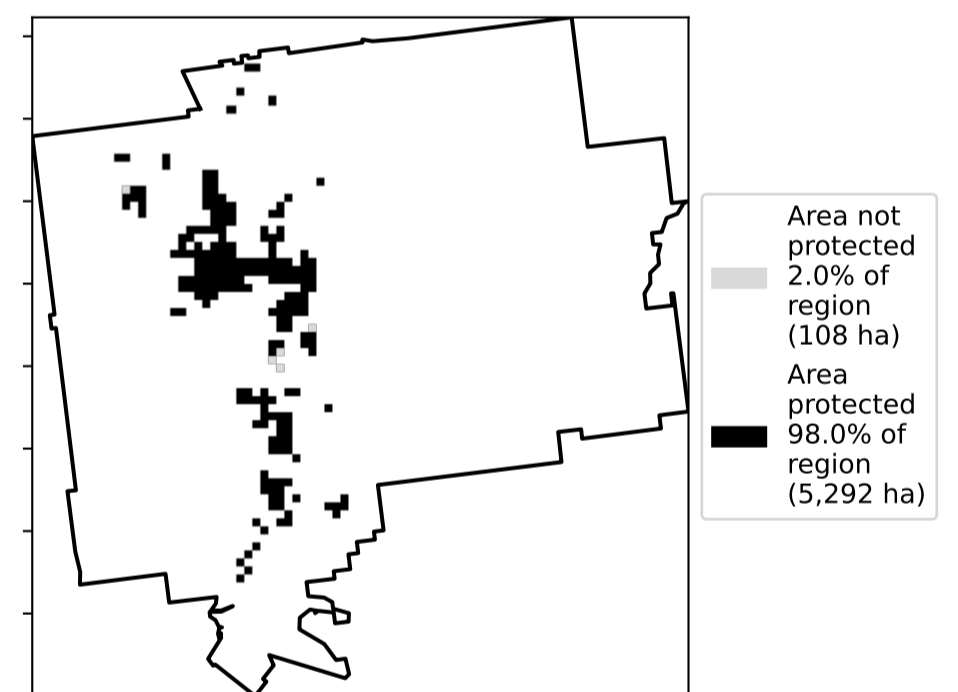 Area not
protected
2.0% of
region
(108 ha)
Area
protected
98.0% of
region
(5,292 ha)